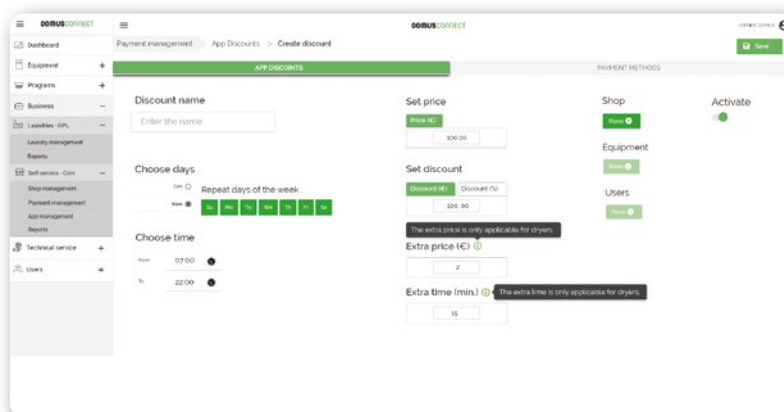 DOMUSCONNECT
DOMUSCONNECT
Dashboard
Equipment +
Programs +
Business -
Laundries - OPL -
Laundry management
Reports
Self-service - Coin -
Shop management
Payment management
App management
Reports
Technical service +
Users +
Payment management
App Discounts > Create discount
Save
APP DISCOUNTS
PAYMENT METHODS
Discount name
Enter the name
Choose days
Date
Week
Repeat days of the week
Su Mo Tu We Th Fr Sa
Choose time
From 07:00
To 22:00
Set price
Price (€)
100.00
Set discount
Discount (€) Discount (%)
100.00
The extra price is only applicable for dryers.
Extra price (€)
2
Extra time (min.)
The extra time is only applicable for dryers.
15
Shop
None
Equipment
None
Users
None
Activate